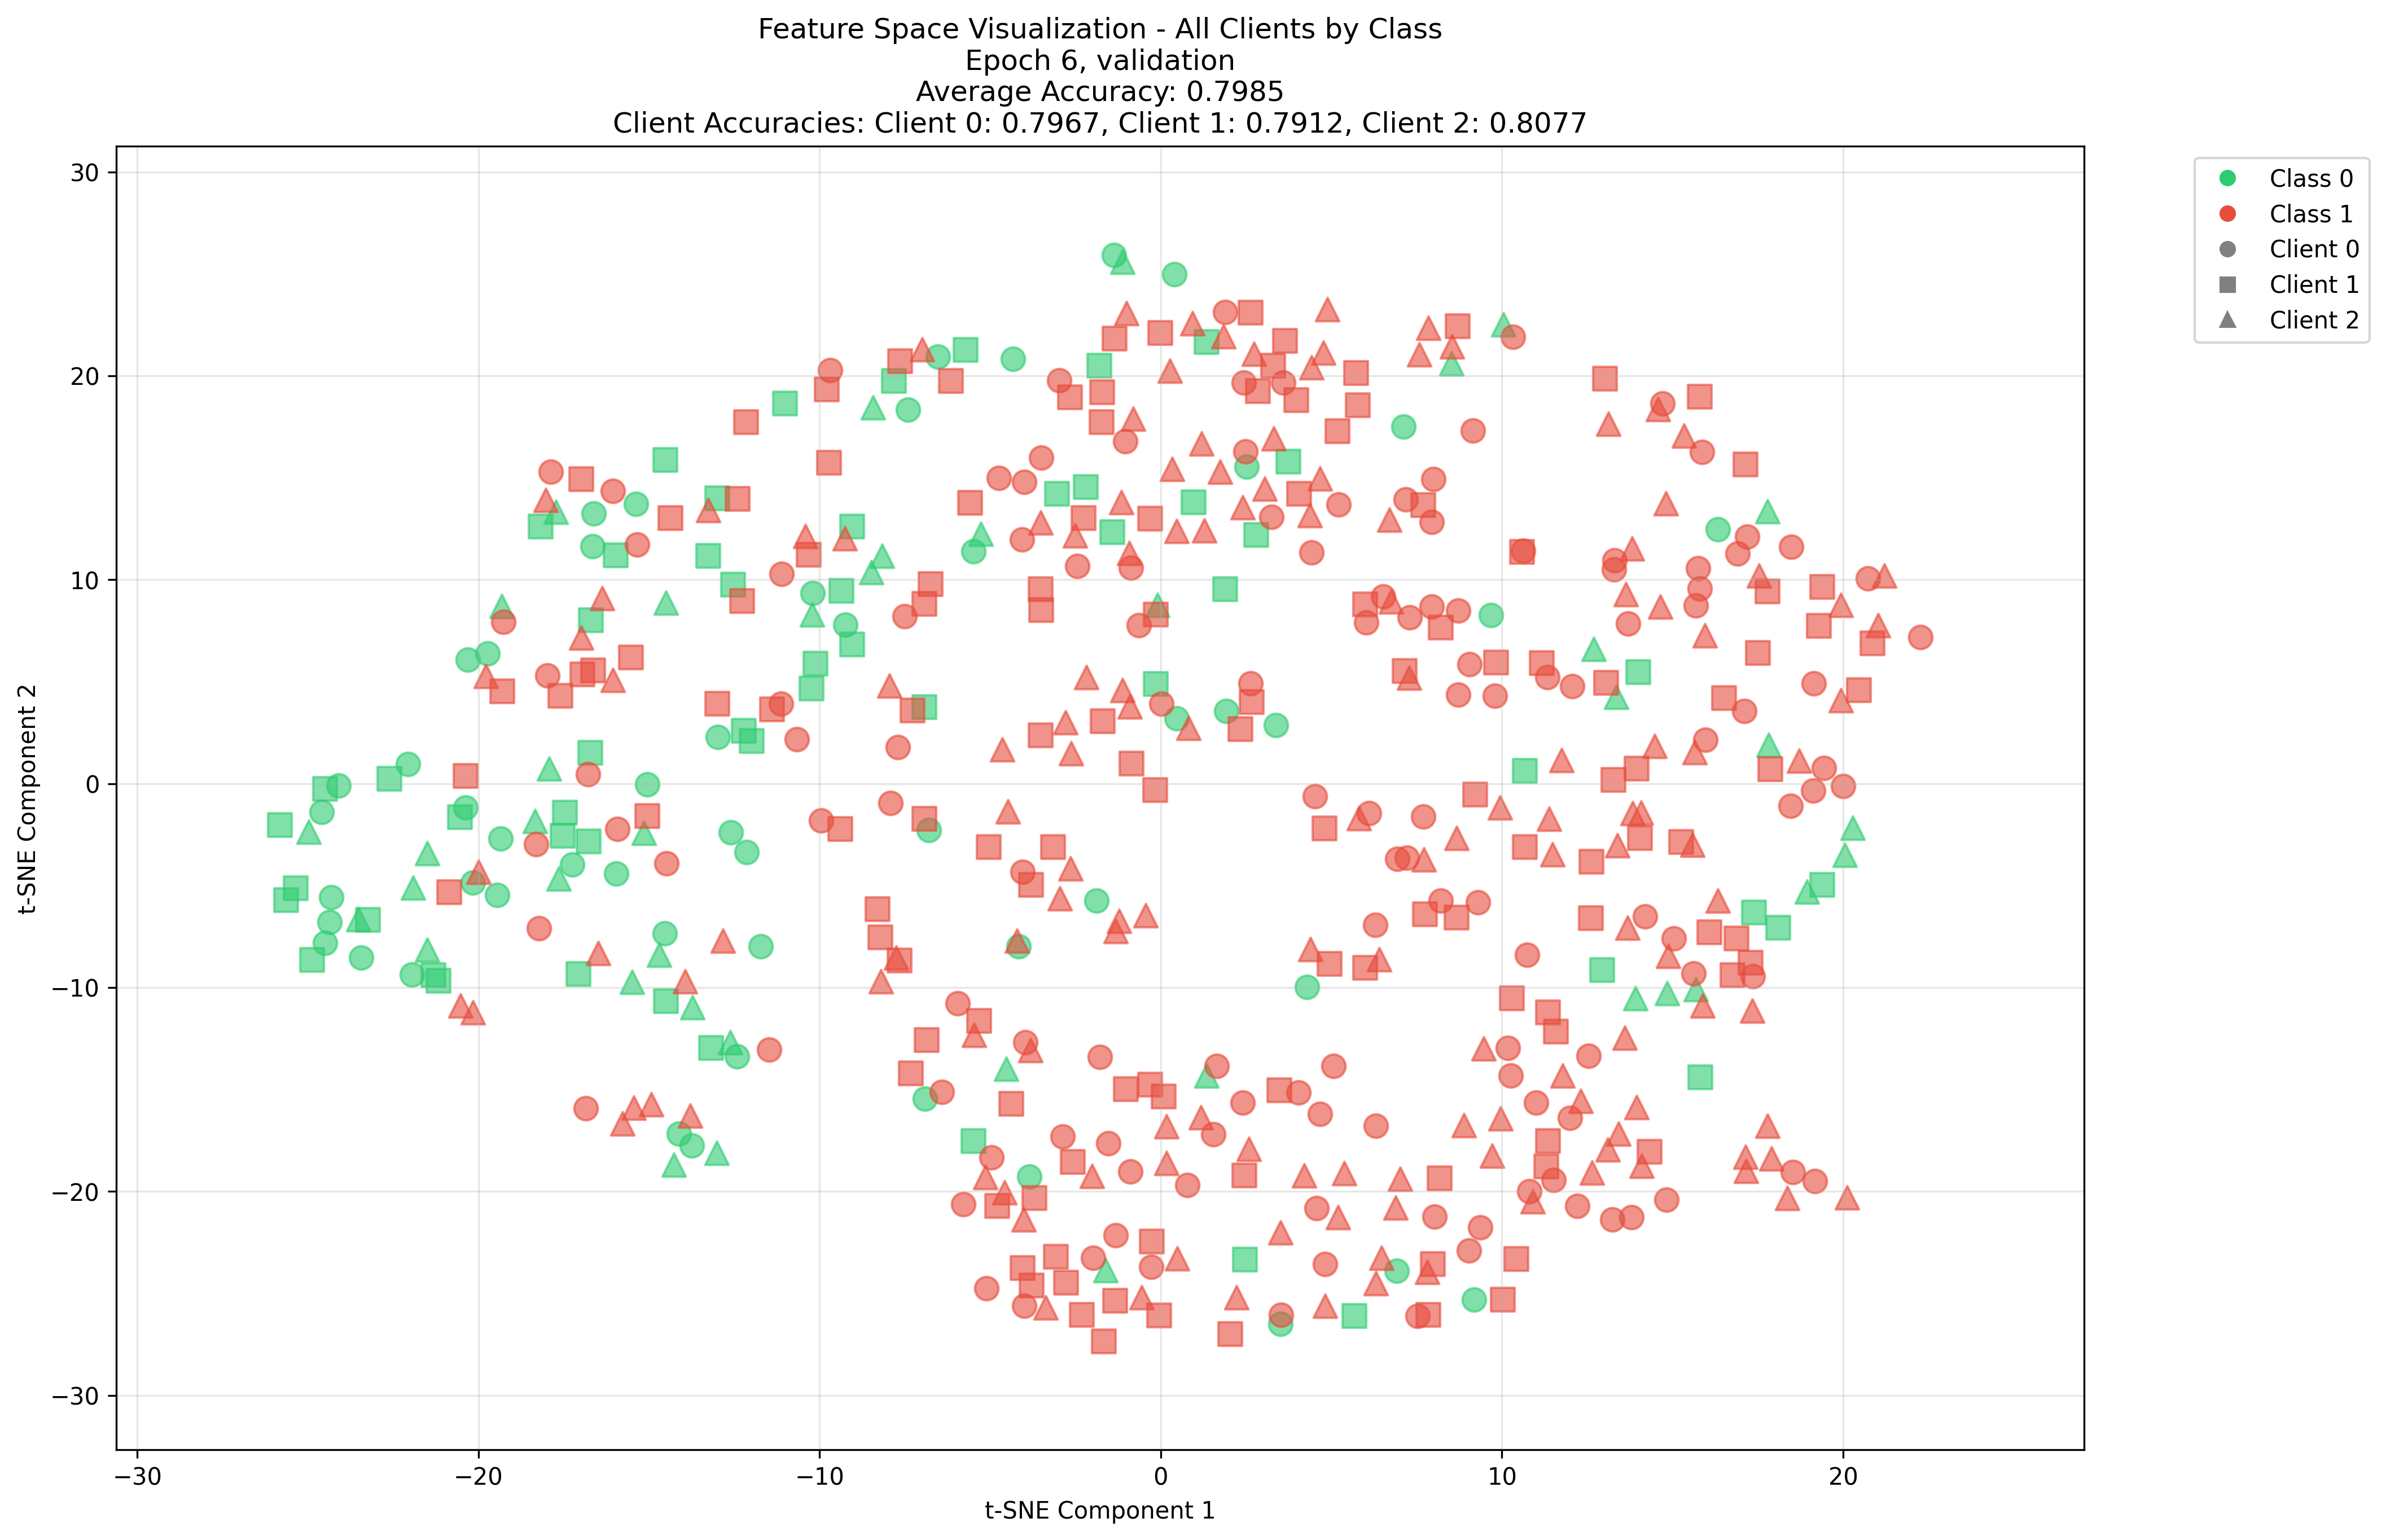 Feature Space Visualization - All Clients by Class
Epoch 6, validation
Average Accuracy: 0.7985
Client Accuracies: Client 0: 0.7967, Client 1: 0.7912, Client 2: 0.8077
30
20
10
0
−10
−20
−30
t-SNE Component 2
−30
−20
−10
0
10
20
t-SNE Component 1
Class 0
Class 1
Client 0
Client 1
Client 2